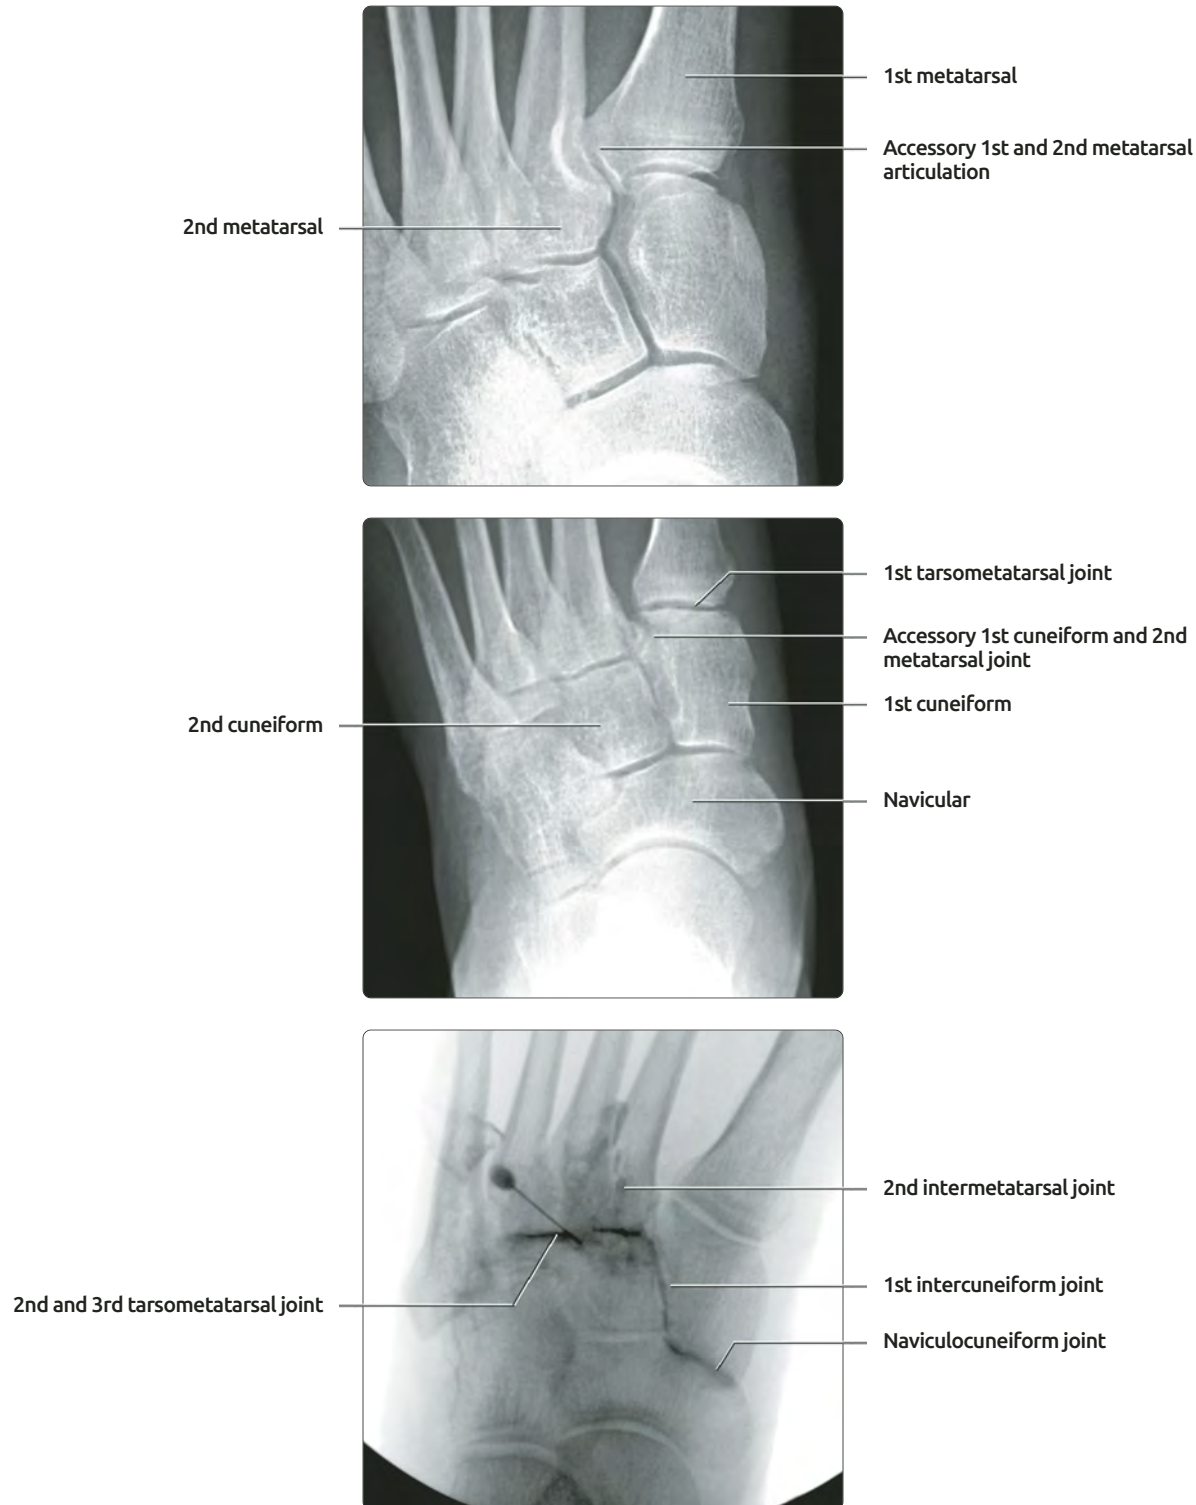 1st metatarsal
Accessory 1st and 2nd metatarsal
articulation
2nd metatarsal
1st tarsometatarsal joint
Accessory 1st cuneiform and 2nd
metatarsal joint
1st cuneiform
2nd cuneiform
Navicular
2nd intermetatarsal joint
1st intercuneiform joint
2nd and 3rd tarsometatarsal joint
Naviculocuneiform joint